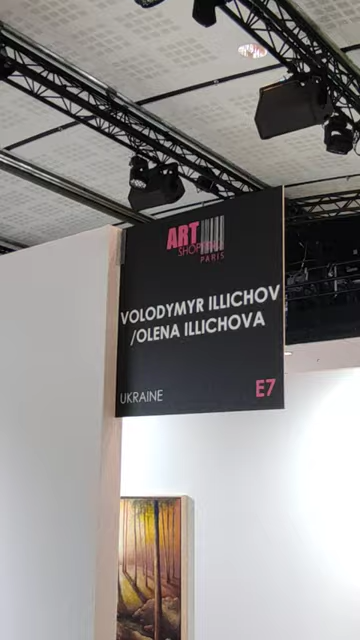 ART
SHOPPING
PARIS
VOLODYMYR ILLICHOV
/OLENA ILLICHOVA
UKRAINE
E7